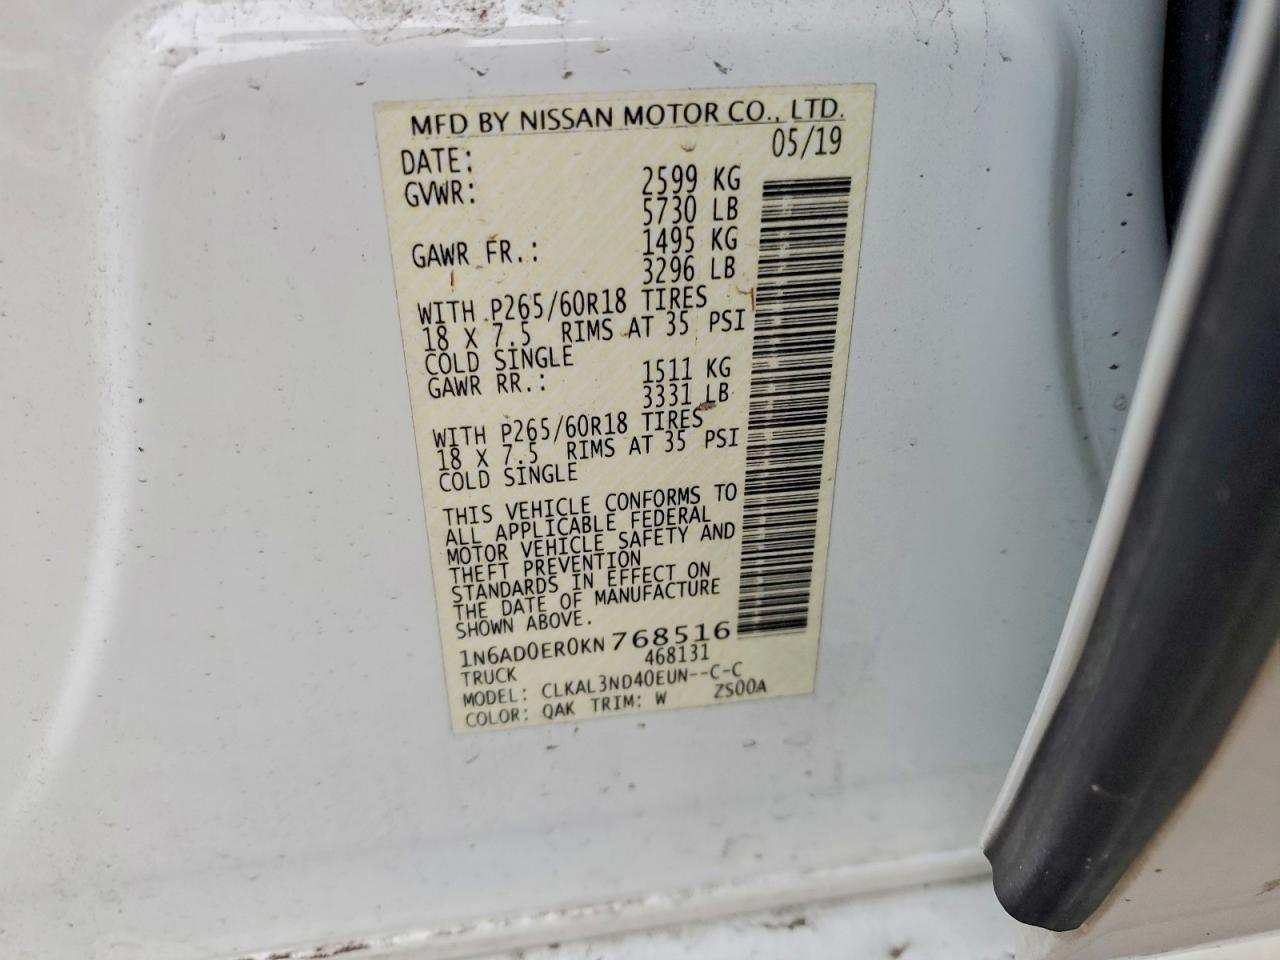 MFD BY NISSAN MOTOR CO., LTD.
DATE: 05/19
GVWR: 2599 KG
5730 LB
GAWR FR.: 1495 KG
3296 LB
WITH P265/60R18 TIRES
18 X 7.5 RIMS AT 35 PSI
COLD SINGLE
GAWR RR.: 1511 KG
3331 LB
WITH P265/60R18 TIRES
18 X 7.5 RIMS AT 35 PSI
COLD SINGLE
THIS VEHICLE CONFORMS TO
ALL APPLICABLE FEDERAL
MOTOR VEHICLE SAFETY AND
THEFT PREVENTION
STANDARDS IN EFFECT ON
THE DATE OF MANUFACTURE
SHOWN ABOVE.
1N6AD0ER0KN768516
468131
TRUCK
MODEL: CLKAL3ND40EUN--C-C
COLOR: QAK TRIM: W ZS00A